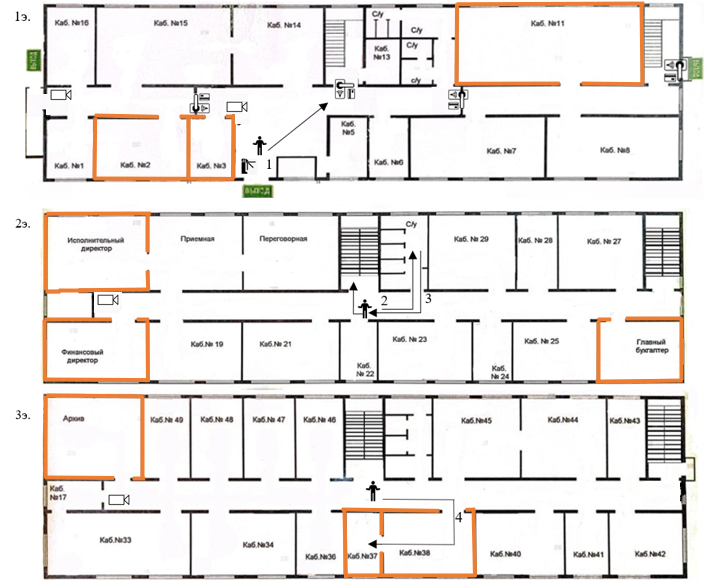 1э.
Каб. №16
Каб. №15
Каб. №14
С/у
С/у
Каб. №13
С/у
с/у
Каб. №11
ВЫХОД
ВЫХОД
Каб. №1
Каб. №2
Каб. №3
1
ВЫХОД
Каб. №5
Каб. №6
Каб. №7
Каб. №8
2э.
Исполнительный
директор
Приемная
Переговорная
С/у
Каб. № 29
Каб. № 28
Каб. № 27
2
3
Финансовый
директор
Каб.№ 19
Каб. № 21
Каб.
№ 22
Каб. № 23
Каб.
№ 24
Каб. № 25
Главный
бухгалтер
3э.
Архив
Каб.№ 49
Каб. № 48
Каб. № 47
Каб. № 46
Каб.№45
Каб. №44
Каб.№43
Каб.
№17
4
Каб.№33
Каб. №34
Каб.№36
Каб.№37
Каб. №38
Каб. №40
Каб.№41
Каб. №42